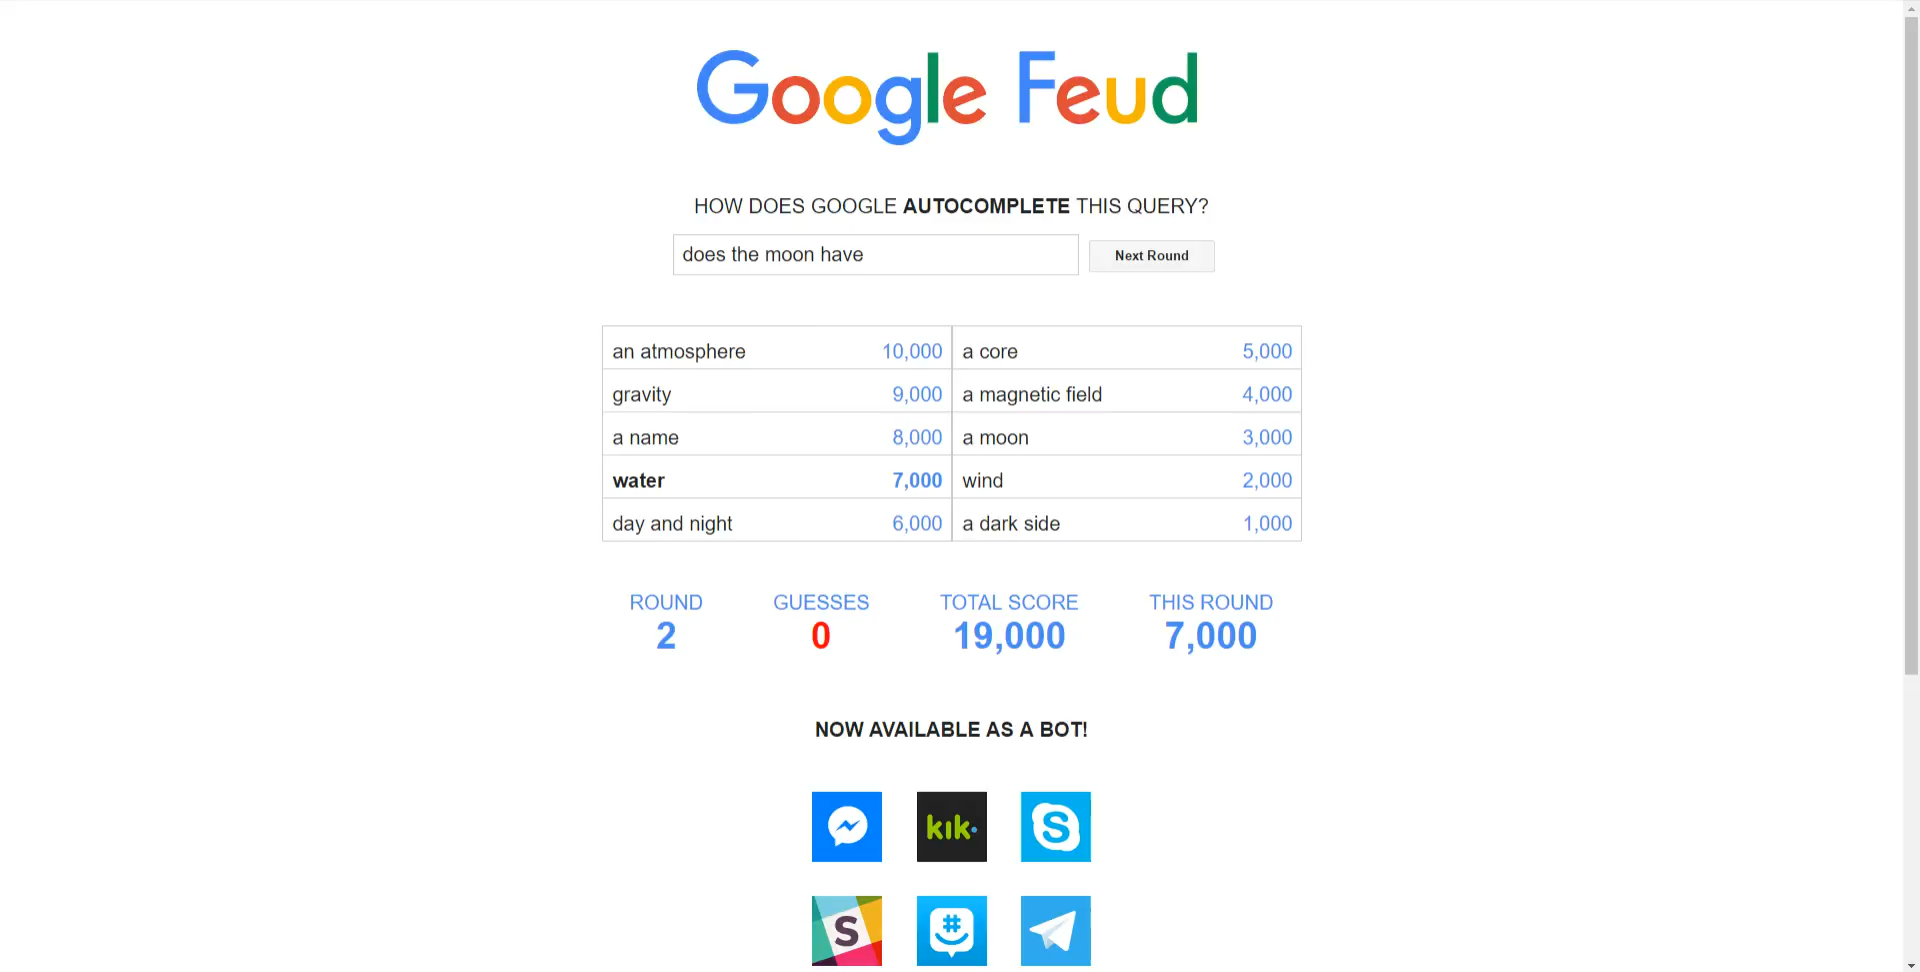 Google Feud
HOW DOES GOOGLE AUTOCOMPLETE THIS QUERY?
does the moon have
Next Round
an atmosphere 10,000
gravity 9,000
a name 8,000
water 7,000
day and night 6,000
a core 5,000
a magnetic field 4,000
a moon 3,000
wind 2,000
a dark side 1,000
ROUND GUESSES TOTAL SCORE THIS ROUND
2 0 19,000 7,000
NOW AVAILABLE AS A BOT!
kik
S
S
#